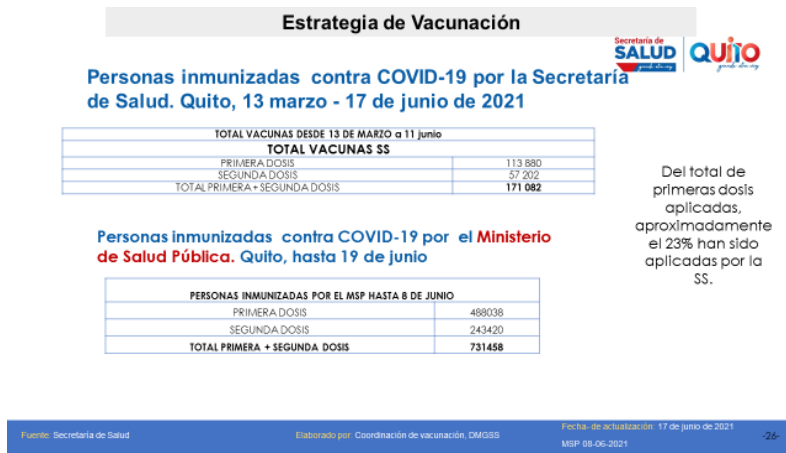 Estrategia de Vacunación
Secretaría de
SALUD
Quito
grande otra vez
grande otra vez
Personas inmunizadas contra COVID-19 por la Secretaría
de Salud. Quito, 13 marzo - 17 de junio de 2021
TOTAL VACUNAS DESDE 13 DE MARZO a 11 junio
TOTAL VACUNAS SS
PRIMERA DOSIS 113 880
SEGUNDA DOSIS 57 202
TOTAL PRIMERA + SEGUNDA DOSIS 171 082
Del total de
primeras dosis
aplicadas,
aproximadamente
el 23% han sido
aplicadas por la
SS.
Personas inmunizadas contra COVID-19 por el Ministerio
de Salud Pública. Quito, hasta 19 de junio
PERSONAS INMUNIZADAS POR EL MSP HASTA 8 DE JUNIO
PRIMERA DOSIS 488038
SEGUNDA DOSIS 243420
TOTAL PRIMERA + SEGUNDA DOSIS 731458
Fuente: Secretaría de Salud
Elaborado por: Coordinación de vacunación, DMGSS
Fecha- de actualización: 17 de junio de 2021
MSP 08-06-2021
-26-